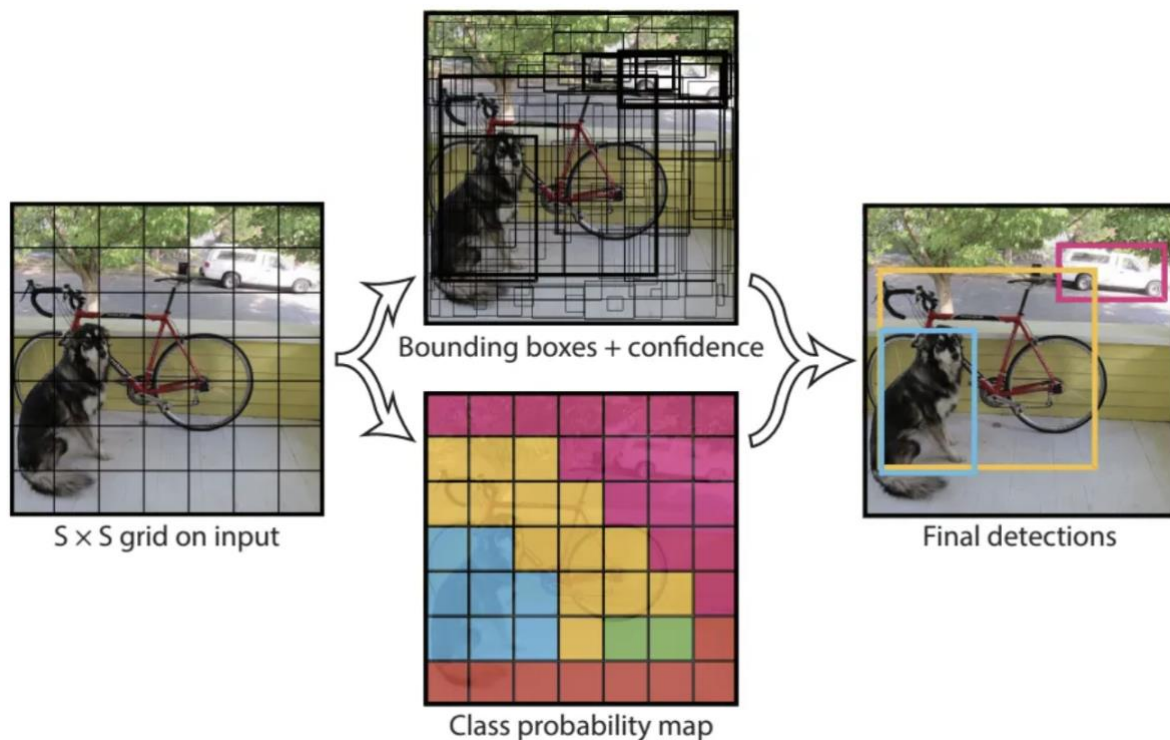 Bounding boxes + confidence
S × S grid on input
Final detections
Class probability map